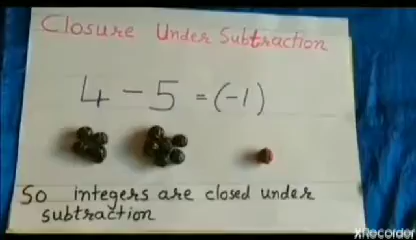 Closure Under Subtraction
4 - 5 = (-1)
So integers are closed under
subtraction
XRecorder